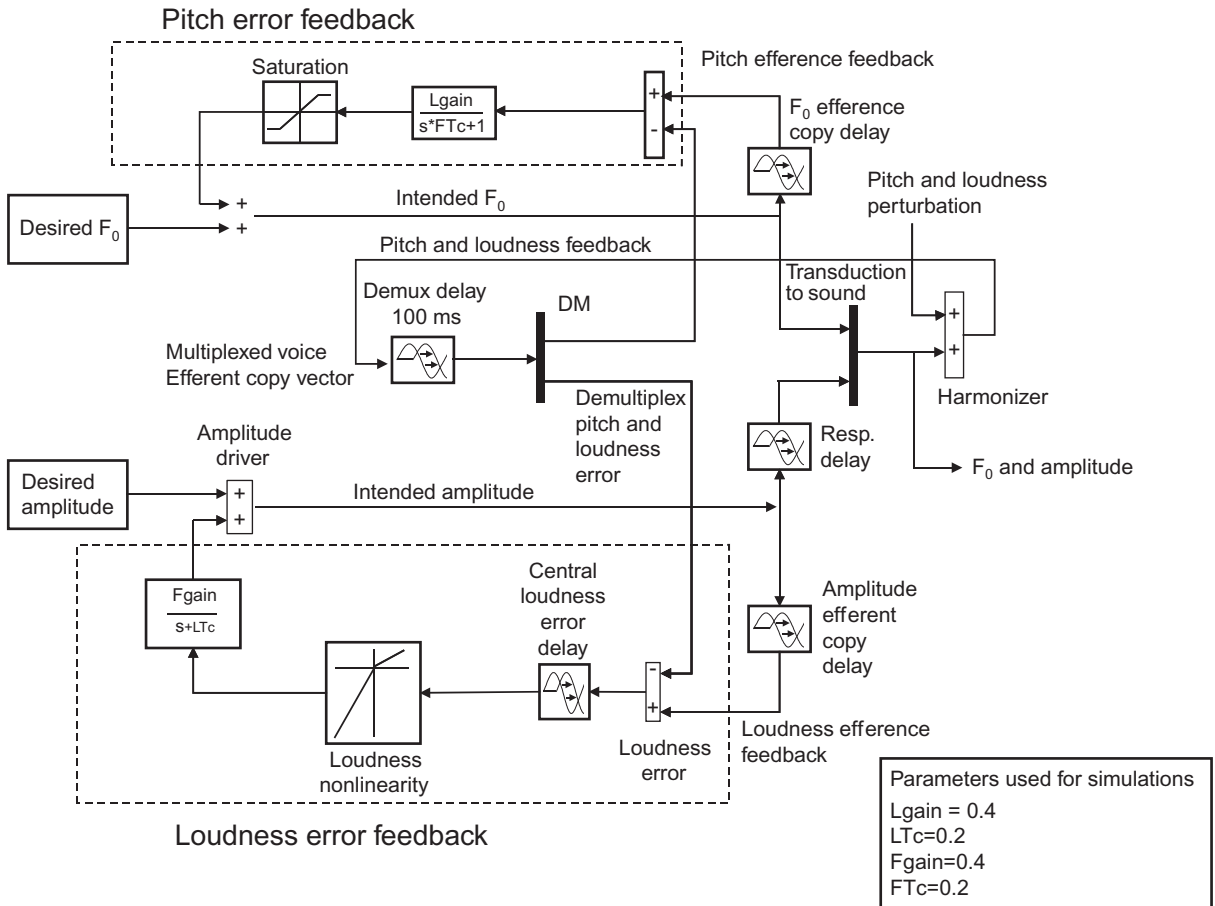 Pitch error feedback
Saturation
Lgain
s*FTc+1
+
-
Pitch efference feedback
F0 efference
copy delay
Pitch and loudness
perturbation
Desired F0
+
+
Intended F0
Pitch and loudness feedback
Transduction
to sound
Demux delay
100 ms
DM
+
+
Harmonizer
Multiplexed voice
Efferent copy vector
Demultiplex
pitch and
loudness
error
Resp.
delay
F0 and amplitude
Amplitude
driver
Desired
amplitude
+
+
Intended amplitude
Fgain
s+LTc
Central
loudness
error
delay
Amplitude
efferent
copy
delay
-
+
Loudness
nonlinearity
Loudness
error
Loudness efference
feedback
Loudness error feedback
Parameters used for simulations
Lgain = 0.4
LTc=0.2
Fgain=0.4
FTc=0.2